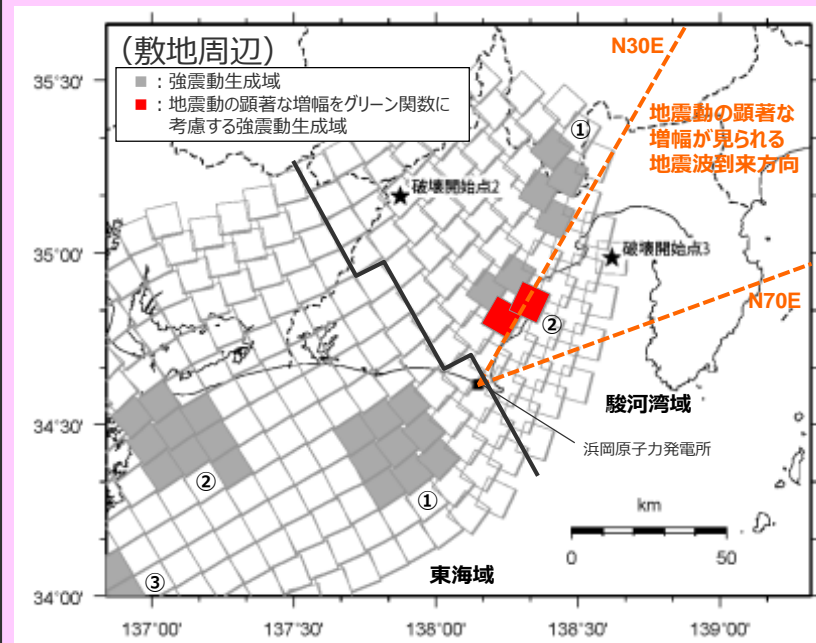 (敷地周辺)
■ : 強震動生成域
■ : 地震動の顕著な増幅をグリーン関数に
考慮する強震動生成域
N30E
地震動の顕著な
増幅が見られる
地震波到来方向
①
★破壊開始点2
★破壊開始点3
N70E
②
駿河湾域
浜岡原子力発電所
②
①
③
東海域
km
0 50
35°30'
35°00'
34°30'
34°00'
137°00' 137°30' 138°00' 138°30' 139°00'